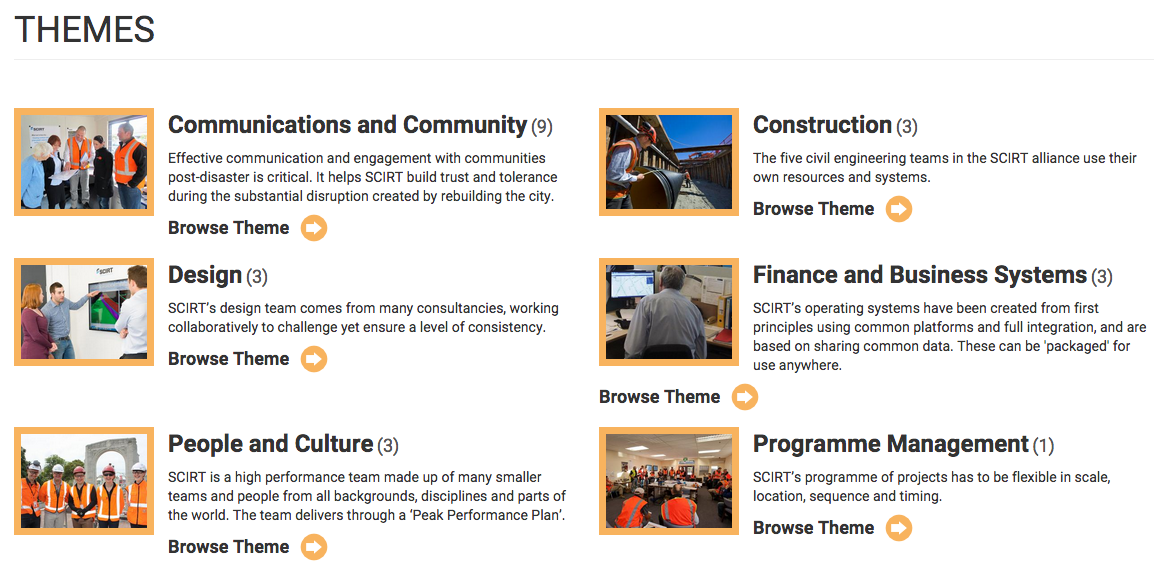 THEMES
SCIRT
Communications and Community (9)
Effective communication and engagement with communities
post-disaster is critical. It helps SCIRT build trust and tolerance
during the substantial disruption created by rebuilding the city.
Browse Theme
Construction (3)
The five civil engineering teams in the SCIRT alliance use their
own resources and systems.
Browse Theme
SCIRT
Design (3)
SCIRT's design team comes from many consultancies, working
collaboratively to challenge yet ensure a level of consistency.
Browse Theme
Finance and Business Systems (3)
SCIRT's operating systems have been created from first
principles using common platforms and full integration, and are
based on sharing common data. These can be 'packaged' for
use anywhere.
Browse Theme
People and Culture (3)
SCIRT is a high performance team made up of many smaller
teams and people from all backgrounds, disciplines and parts of
the world. The team delivers through a ‘Peak Performance Plan’.
Browse Theme
Programme Management (1)
SCIRT's programme of projects has to be flexible in scale,
location, sequence and timing.
Browse Theme